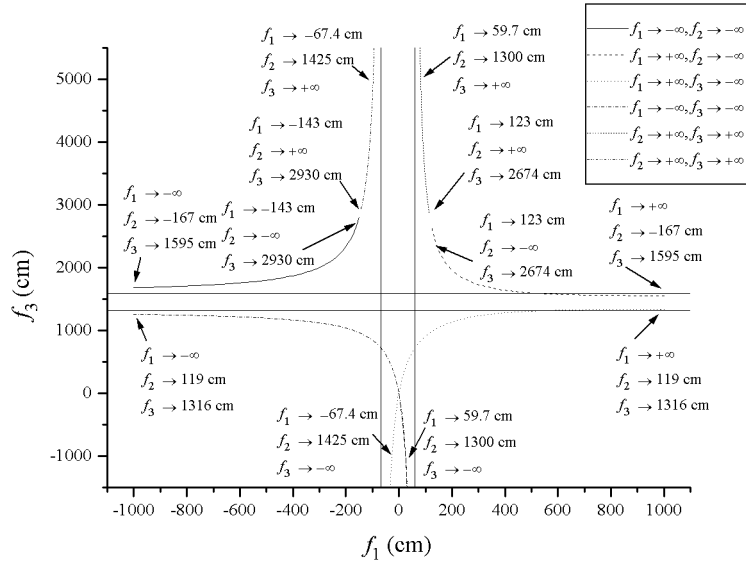 f₁ → −67.4
f₂ → 1425 cm
f₃ → +∞
f₁ → 59.7 cm
f₂ → 1300 cm
f₃ → +∞
f₁ → −∞, f₂ → −∞
f₁ → +∞, f₂ → −∞
f₁ → +∞, f₃ → −∞
f₁ → −∞, f₃ → −∞
f₂ → +∞, f₃ → +∞
f₂ → +∞, f₃ → +∞
f₁ → −143 cm
f₂ → +∞
f₃ → 2930 cm
f₁ → 123 cm
f₂ → +∞
f₃ → 2674 cm
f₁ → −∞
f₂ → −167 cm
f₃ → 1595 cm
f₁ → −143 cm
f₂ → −∞
f₃ → 2930 cm
f₁ → 123 cm
f₂ → −∞
f₃ → 2674 cm
f₁ → +∞
f₂ → −167 cm
f₃ → 1595 cm
f₁ → −∞
f₂ → 119 cm
f₃ → 1316 cm
f₁ → −67.4
f₂ → 1425 cm
f₃ → −∞
f₁ → 59.7 cm
f₂ → 1300 cm
f₃ → −∞
f₁ → +∞
f₂ → 119 cm
f₃ → 1316 cm
5000
4000
3000
2000
1000
0
-1000
f₃ (cm)
-1000 -800 -600 -400 -200 0 200 400 600 800 1000
f₁ (cm)